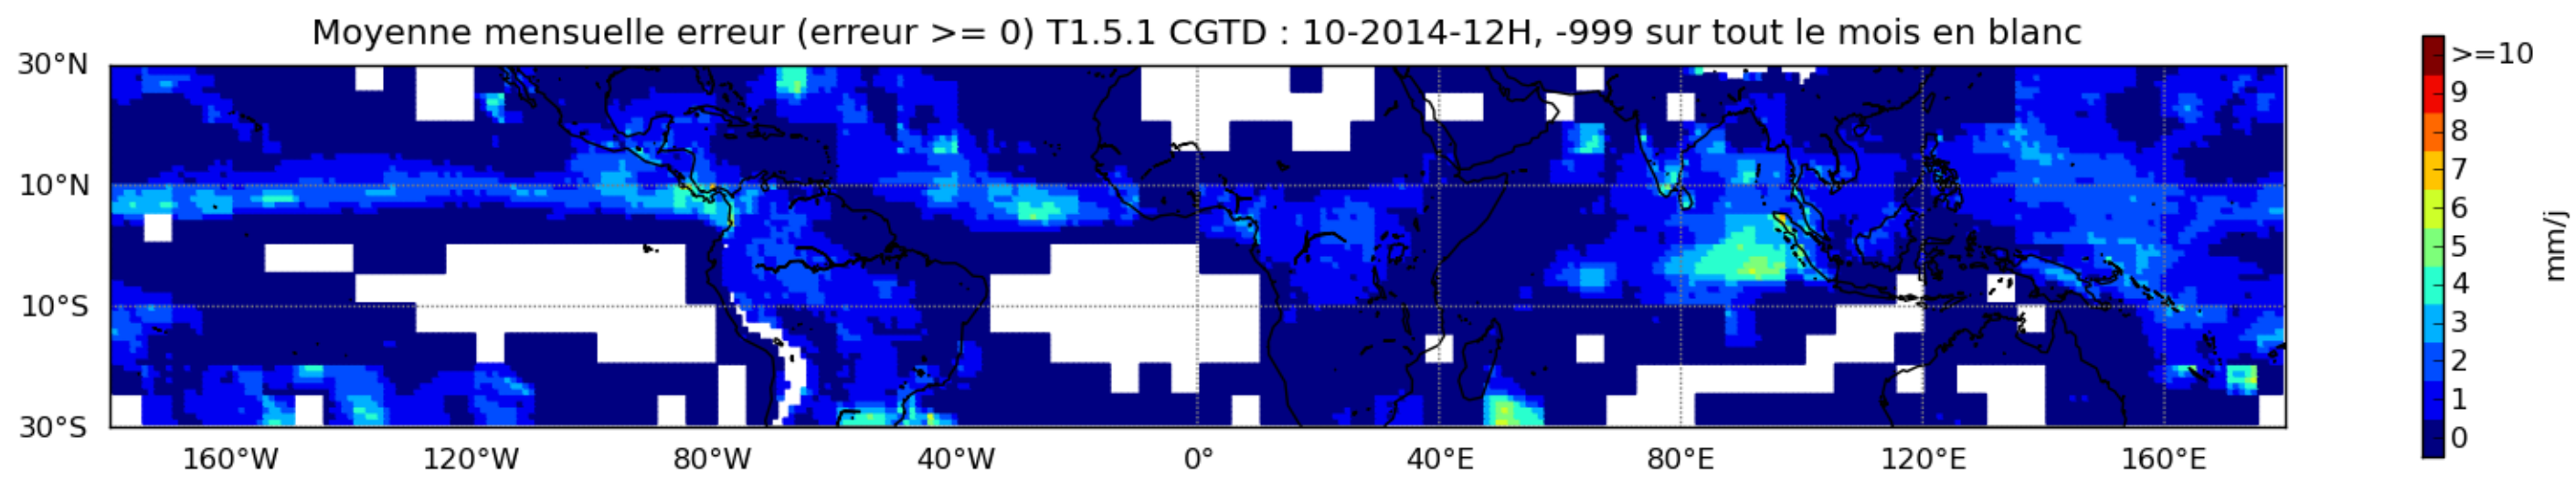 Moyenne mensuelle erreur (erreur >= 0) T1.5.1 CGTD : 10-2014-12H, -999 sur tout le mois en blanc
30°N
10°N
10°S
30°S
160°W 120°W 80°W 40°W 0° 40°E 80°E 120°E 160°E
>=10
9
8
7
6
5
4
3
2
1
0
mm/j